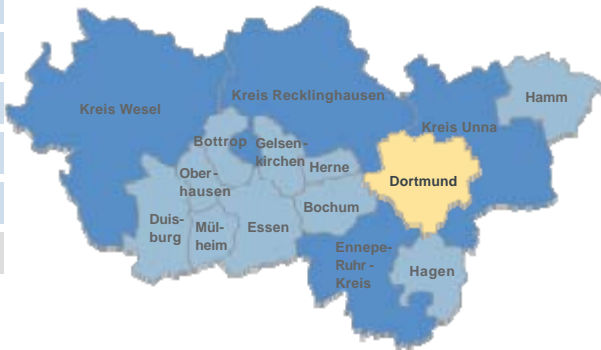 Kreis Wesel
Kreis Recklinghausen
Hamm
Kreis Unna
Bottrop
Gelsen-
kirchen
Herne
Ober-
hausen
Dortmund
Bochum
Duis-
burg
Mül-
heim
Essen
Ennepe-
Ruhr-
Kreis
Hagen